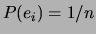 P(e_i) = 1/n